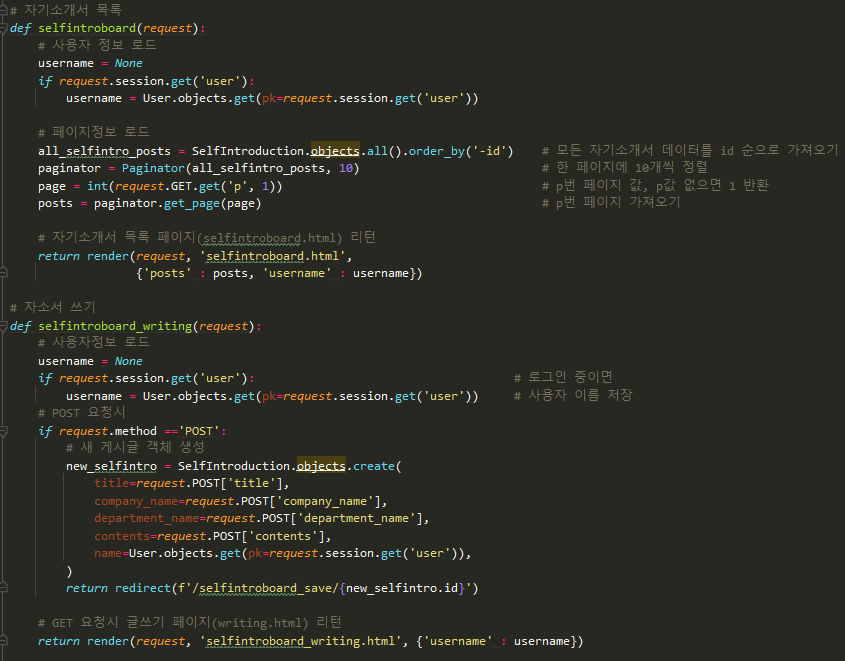 # 자기소개서 목록
def selfintroboard(request):
    # 사용자 정보 로드
    username = None
    if request.session.get('user'):
        username = User.objects.get(pk=request.session.get('user'))

    # 페이지정보 로드
    all_selfintro_posts = SelfIntroduction.objects.all().order_by('-id')    # 모든 자기소개서 데이터를 id 순으로 가져오기
    paginator = Paginator(all_selfintro_posts, 10)                          # 한 페이지에 10개씩 정렬
    page = int(request.GET.get('p', 1))                                     # p번 페이지 값, p값 없으면 1 반환
    posts = paginator.get_page(page)                                        # p번 페이지 가져오기

    # 자기소개서 목록 페이지(selfintroboard.html) 리턴
    return render(request, 'selfintroboard.html',
                  {'posts' : posts, 'username' : username})

# 자소서 쓰기
def selfintroboard_writing(request):
    # 사용자정보 로드
    username = None
    if request.session.get('user'):                                     # 로그인 중이면
        username = User.objects.get(pk=request.session.get('user'))     # 사용자 이름 저장
    # POST 요청시
    if request.method =='POST':
        # 새 게시글 객체 생성
        new_selfintro = SelfIntroduction.objects.create(
            title=request.POST['title'],
            company_name=request.POST['company_name'],
            department_name=request.POST['department_name'],
            contents=request.POST['contents'],
            name=User.objects.get(pk=request.session.get('user')),
        )
        return redirect(f'/selfintroboard_save/{new_selfintro.id}')

    # GET 요청시 글쓰기 페이지(writing.html) 리턴
    return render(request, 'selfintroboard_writing.html', {'username' : username})